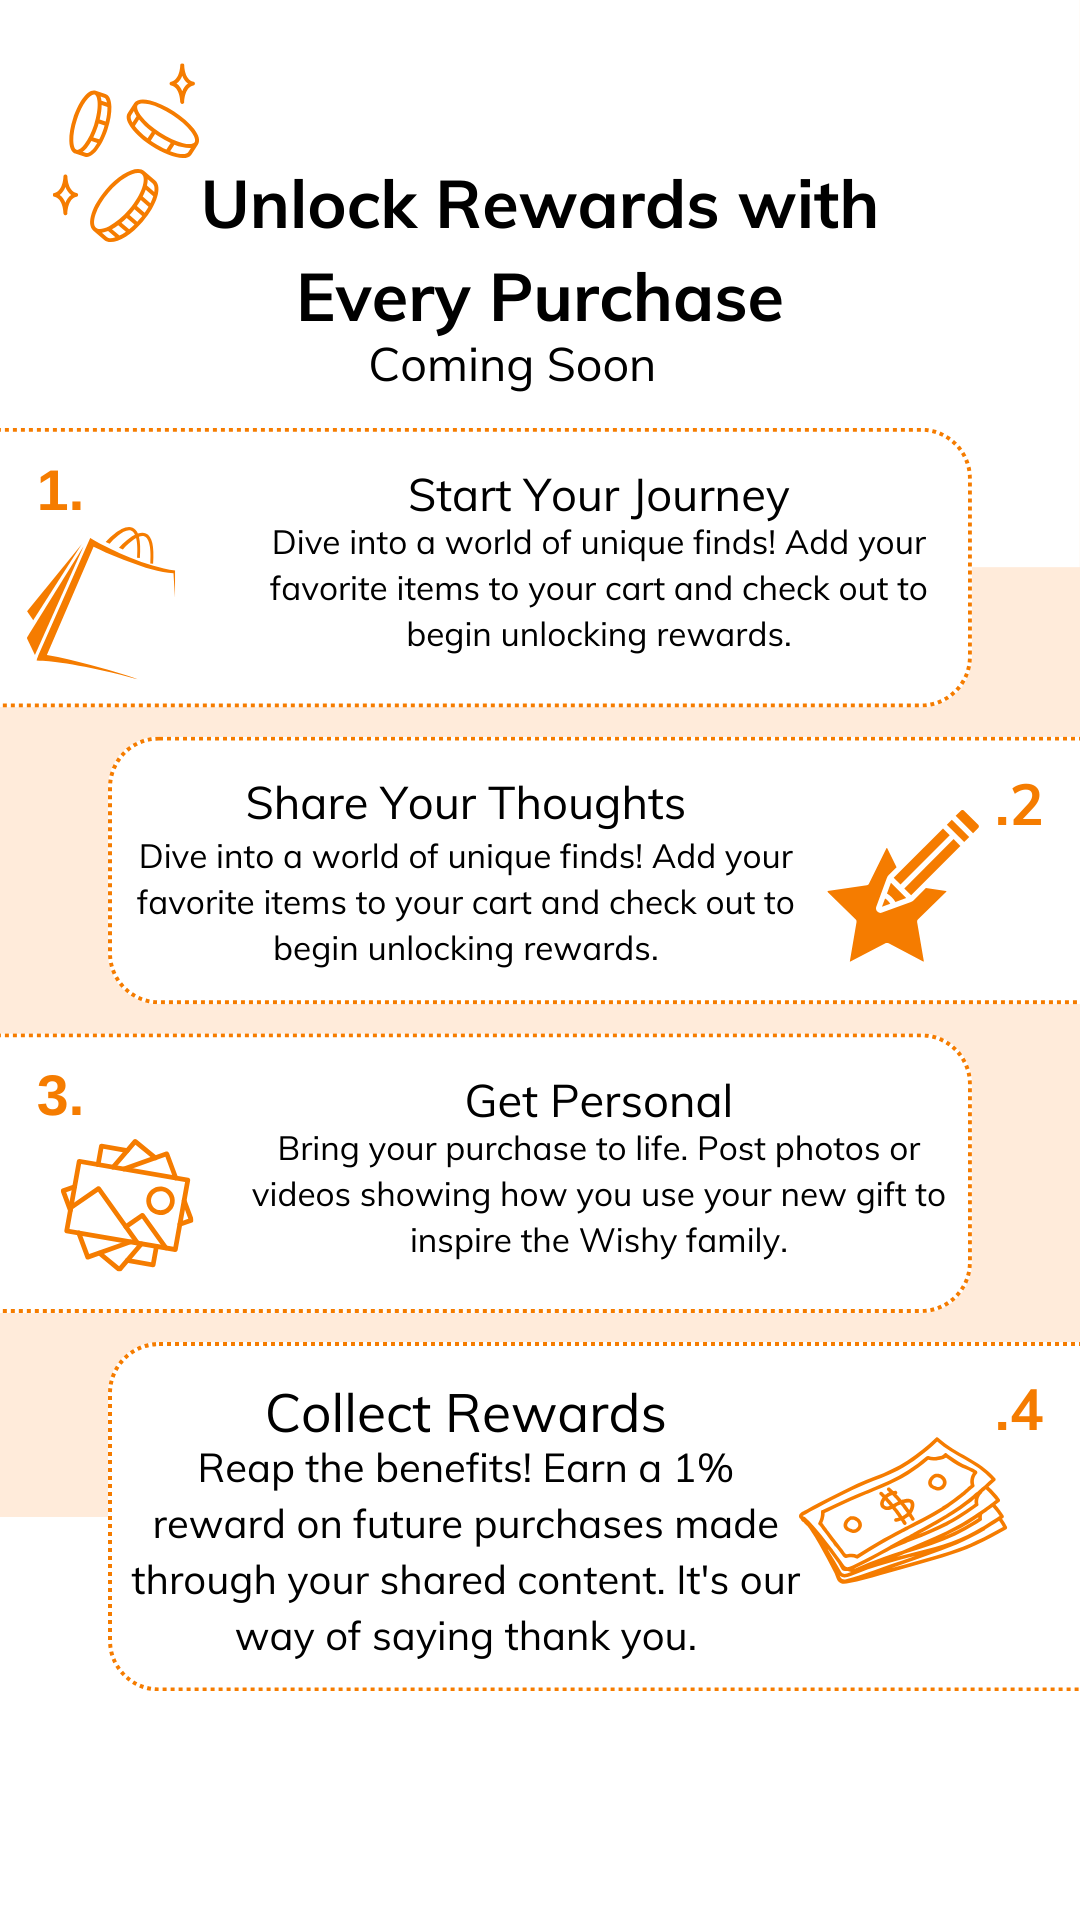 Unlock Rewards with
Every Purchase
Coming Soon
1.
Start Your Journey
Dive into a world of unique finds! Add your
favorite items to your cart and check out to
begin unlocking rewards.
.2
Share Your Thoughts
Dive into a world of unique finds! Add your
favorite items to your cart and check out to
begin unlocking rewards.
3.
Get Personal
Bring your purchase to life. Post photos or
videos showing how you use your new gift to
inspire the Wishy family.
.4
Collect Rewards
Reap the benefits! Earn a 1%
reward on future purchases made
through your shared content. It's our
way of saying thank you.
$